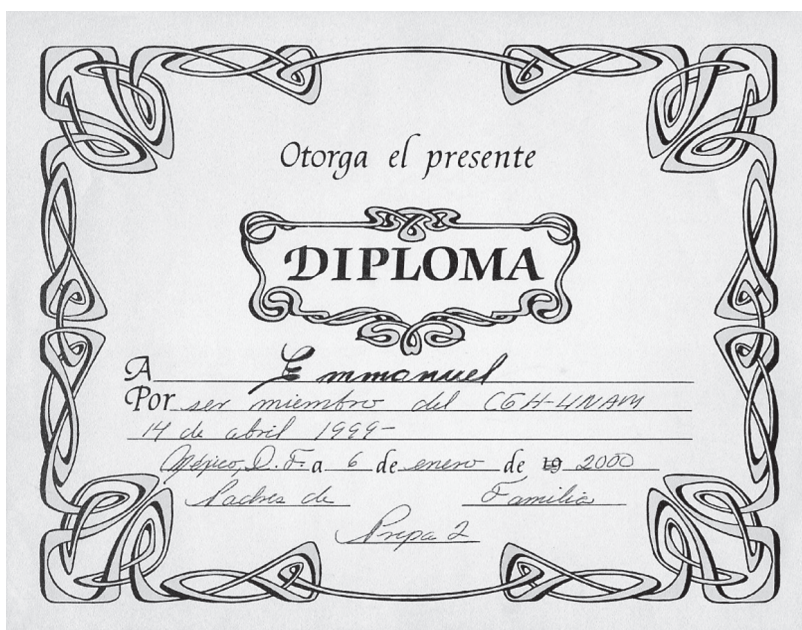 Otorga el presente
DIPLOMA
A Emmanuel
Por ser miembro del CGH-UNAM
14 de abril 1999-
Méjico, D. F. a 6 de enero de 19 2000
Padres de Familia
Prepa 2